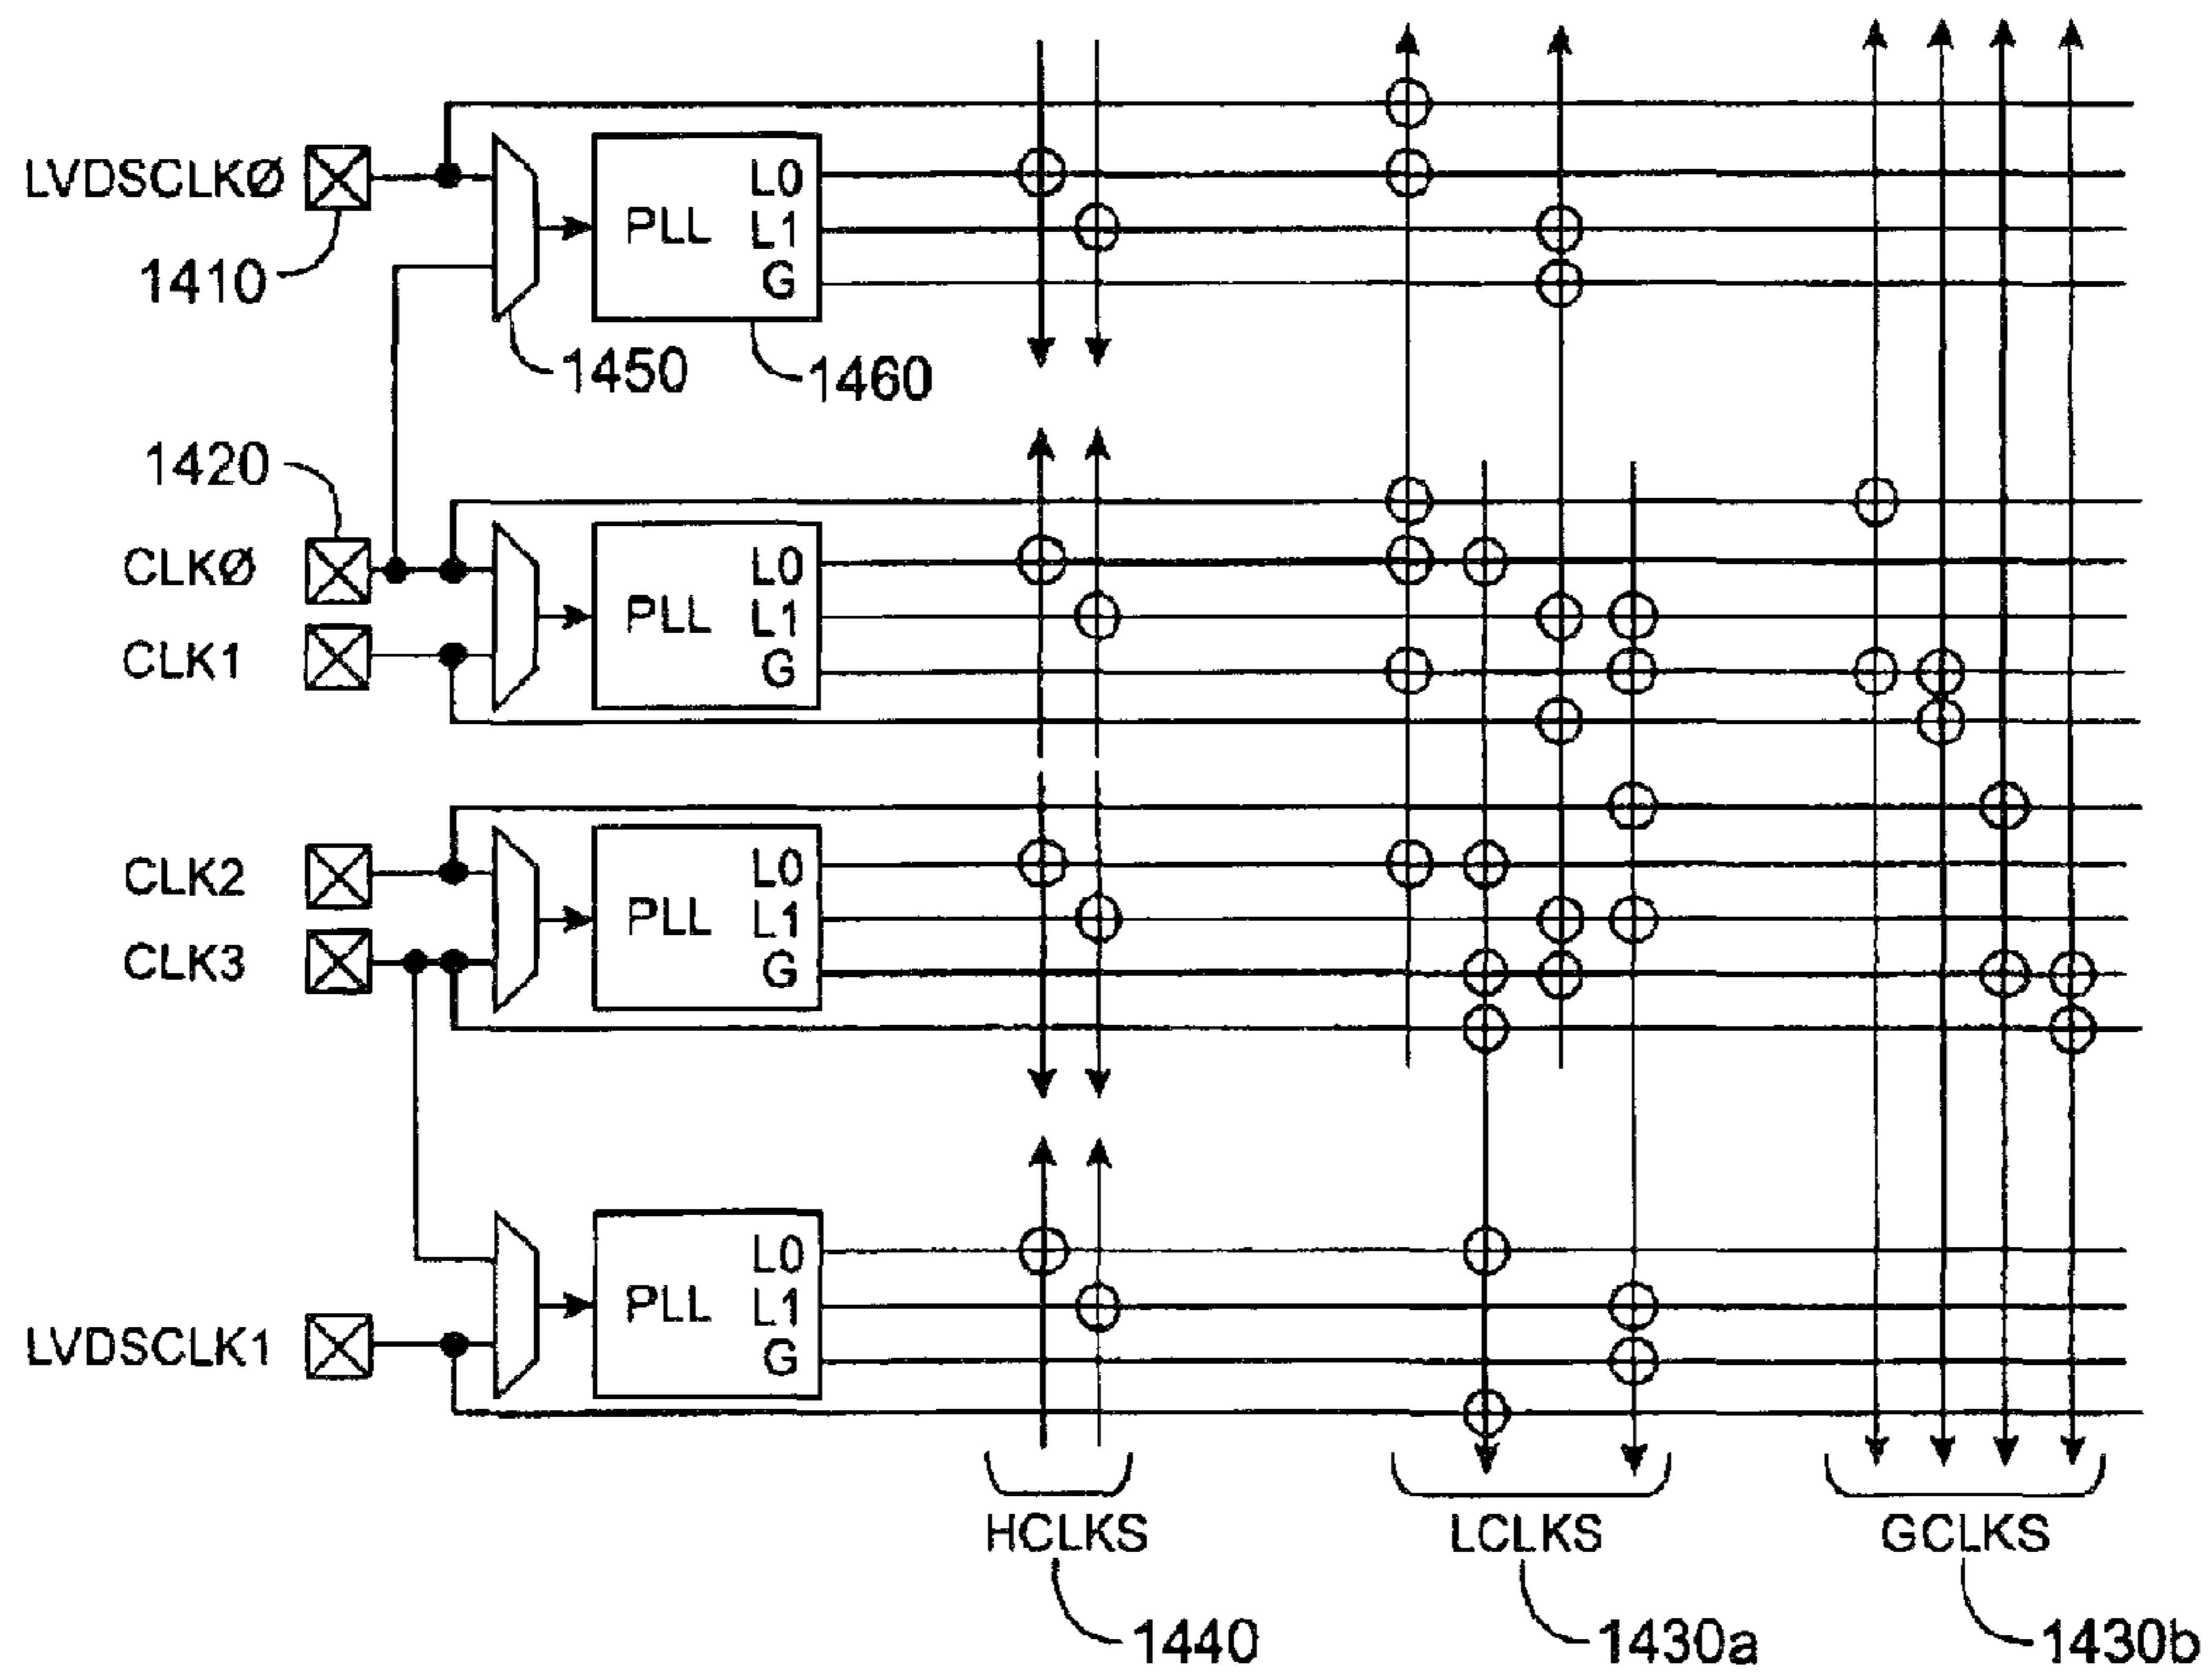 LVDSCLKØ
L0
PLL L1
G
1410
1450
1460
1420
CLKØ
L0
PLL L1
CLK1
G
CLK2
L0
PLL L1
CLK3
G
L0
PLL L1
LVDSCLK1
G
HCLKS
LCLKS
GCLKS
1440
1430a
1430b